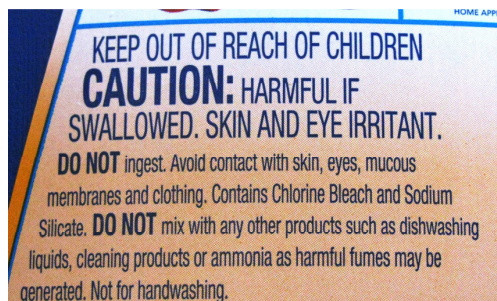 HOME APP
KEEP OUT OF REACH OF CHILDREN
CAUTION: HARMFUL IF
SWALLOWED. SKIN AND EYE IRRITANT.
DO NOT ingest. Avoid contact with skin, eyes, mucous
membranes and clothing. Contains Chlorine Bleach and Sodium
Silicate. DO NOT mix with any other products such as dishwashing
liquids, cleaning products or ammonia as harmful fumes may be
generated. Not for handwashing.